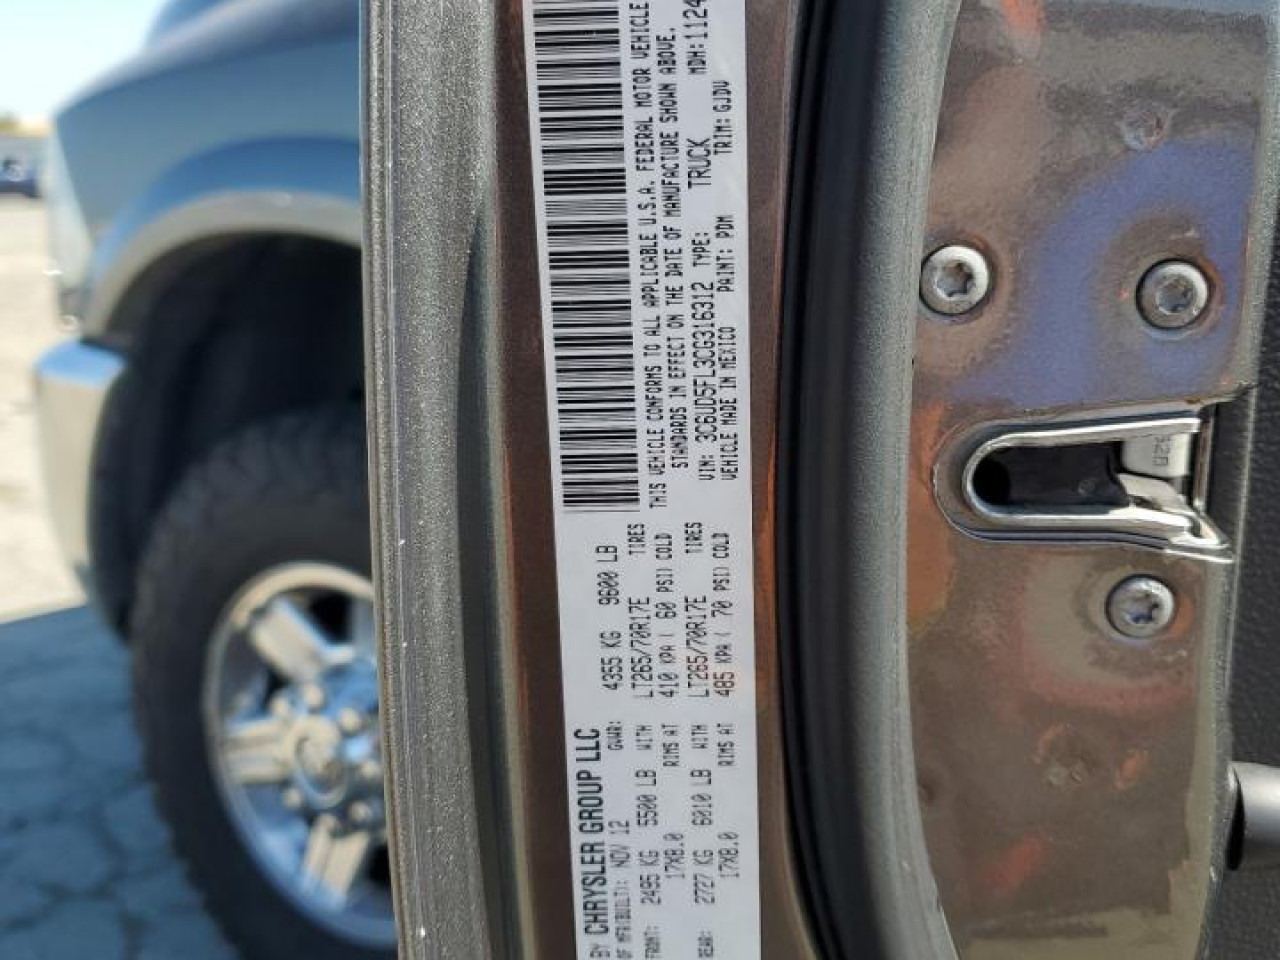 BY CHRYSLER GROUP LLC
OF MFR(BUILT): NOV 12 GVWR: 4355 KG 9600 LB
FRONT: 2495 KG 5500 LB WITH LT265/70R17E TIRES
17X8.0 RIMS AT 410 KPA ( 60 PSI) COLD
REAR: 2727 KG 6010 LB WITH LT265/70R17E TIRES
17X8.0 RIMS AT 485 KPA ( 70 PSI) COLD
THIS VEHICLE CONFORMS TO ALL APPLICABLE U.S.A. FEDERAL MOTOR VEHICLE
STANDARDS IN EFFECT ON THE DATE OF MANUFACTURE SHOWN ABOVE.
VIN: 3C6UD5FL3CG316312 TYPE: TRUCK MDH:1124
VEHICLE MADE IN MEXICO PAINT: PDM TRIM: GJDV